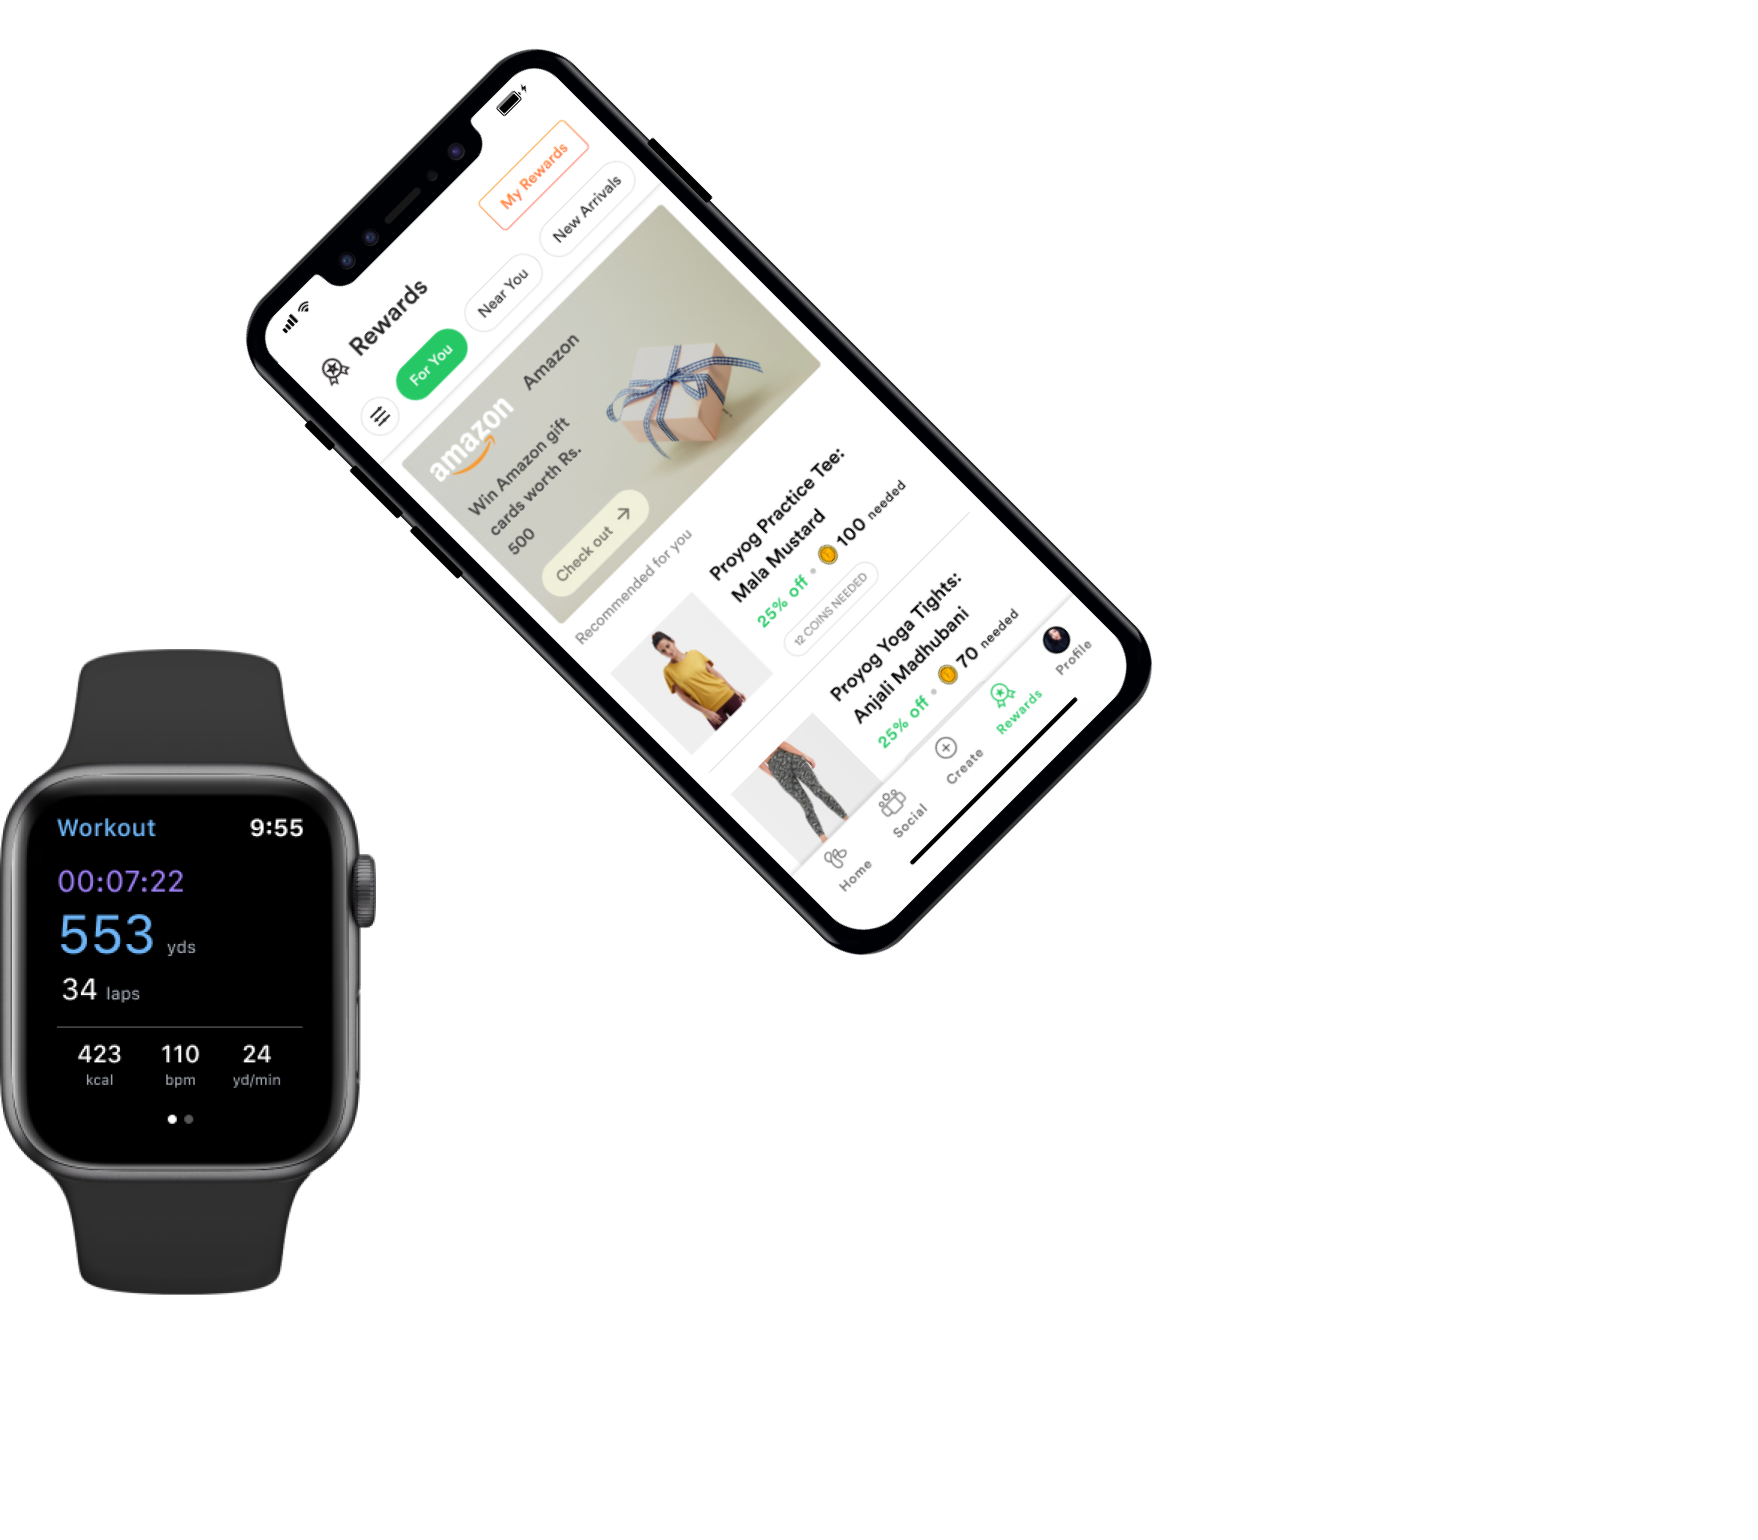 Rewards
My Rewards
For You
Near You
New Arrivals
amazon
Amazon
Win Amazon gift
cards worth Rs.
500
Check out
Recommended for you
Proyog Practice Tee:
Mala Mustard
25% off • 100 needed
12 COINS NEEDED
Proyog Yoga Tights:
Anjali Madhubani
25% off • 70 needed
Home
Social
Create
Rewards
Profile
Workout 9:55
00:07:22
553 yds
34 laps
423 110 24
kcal bpm yd/min